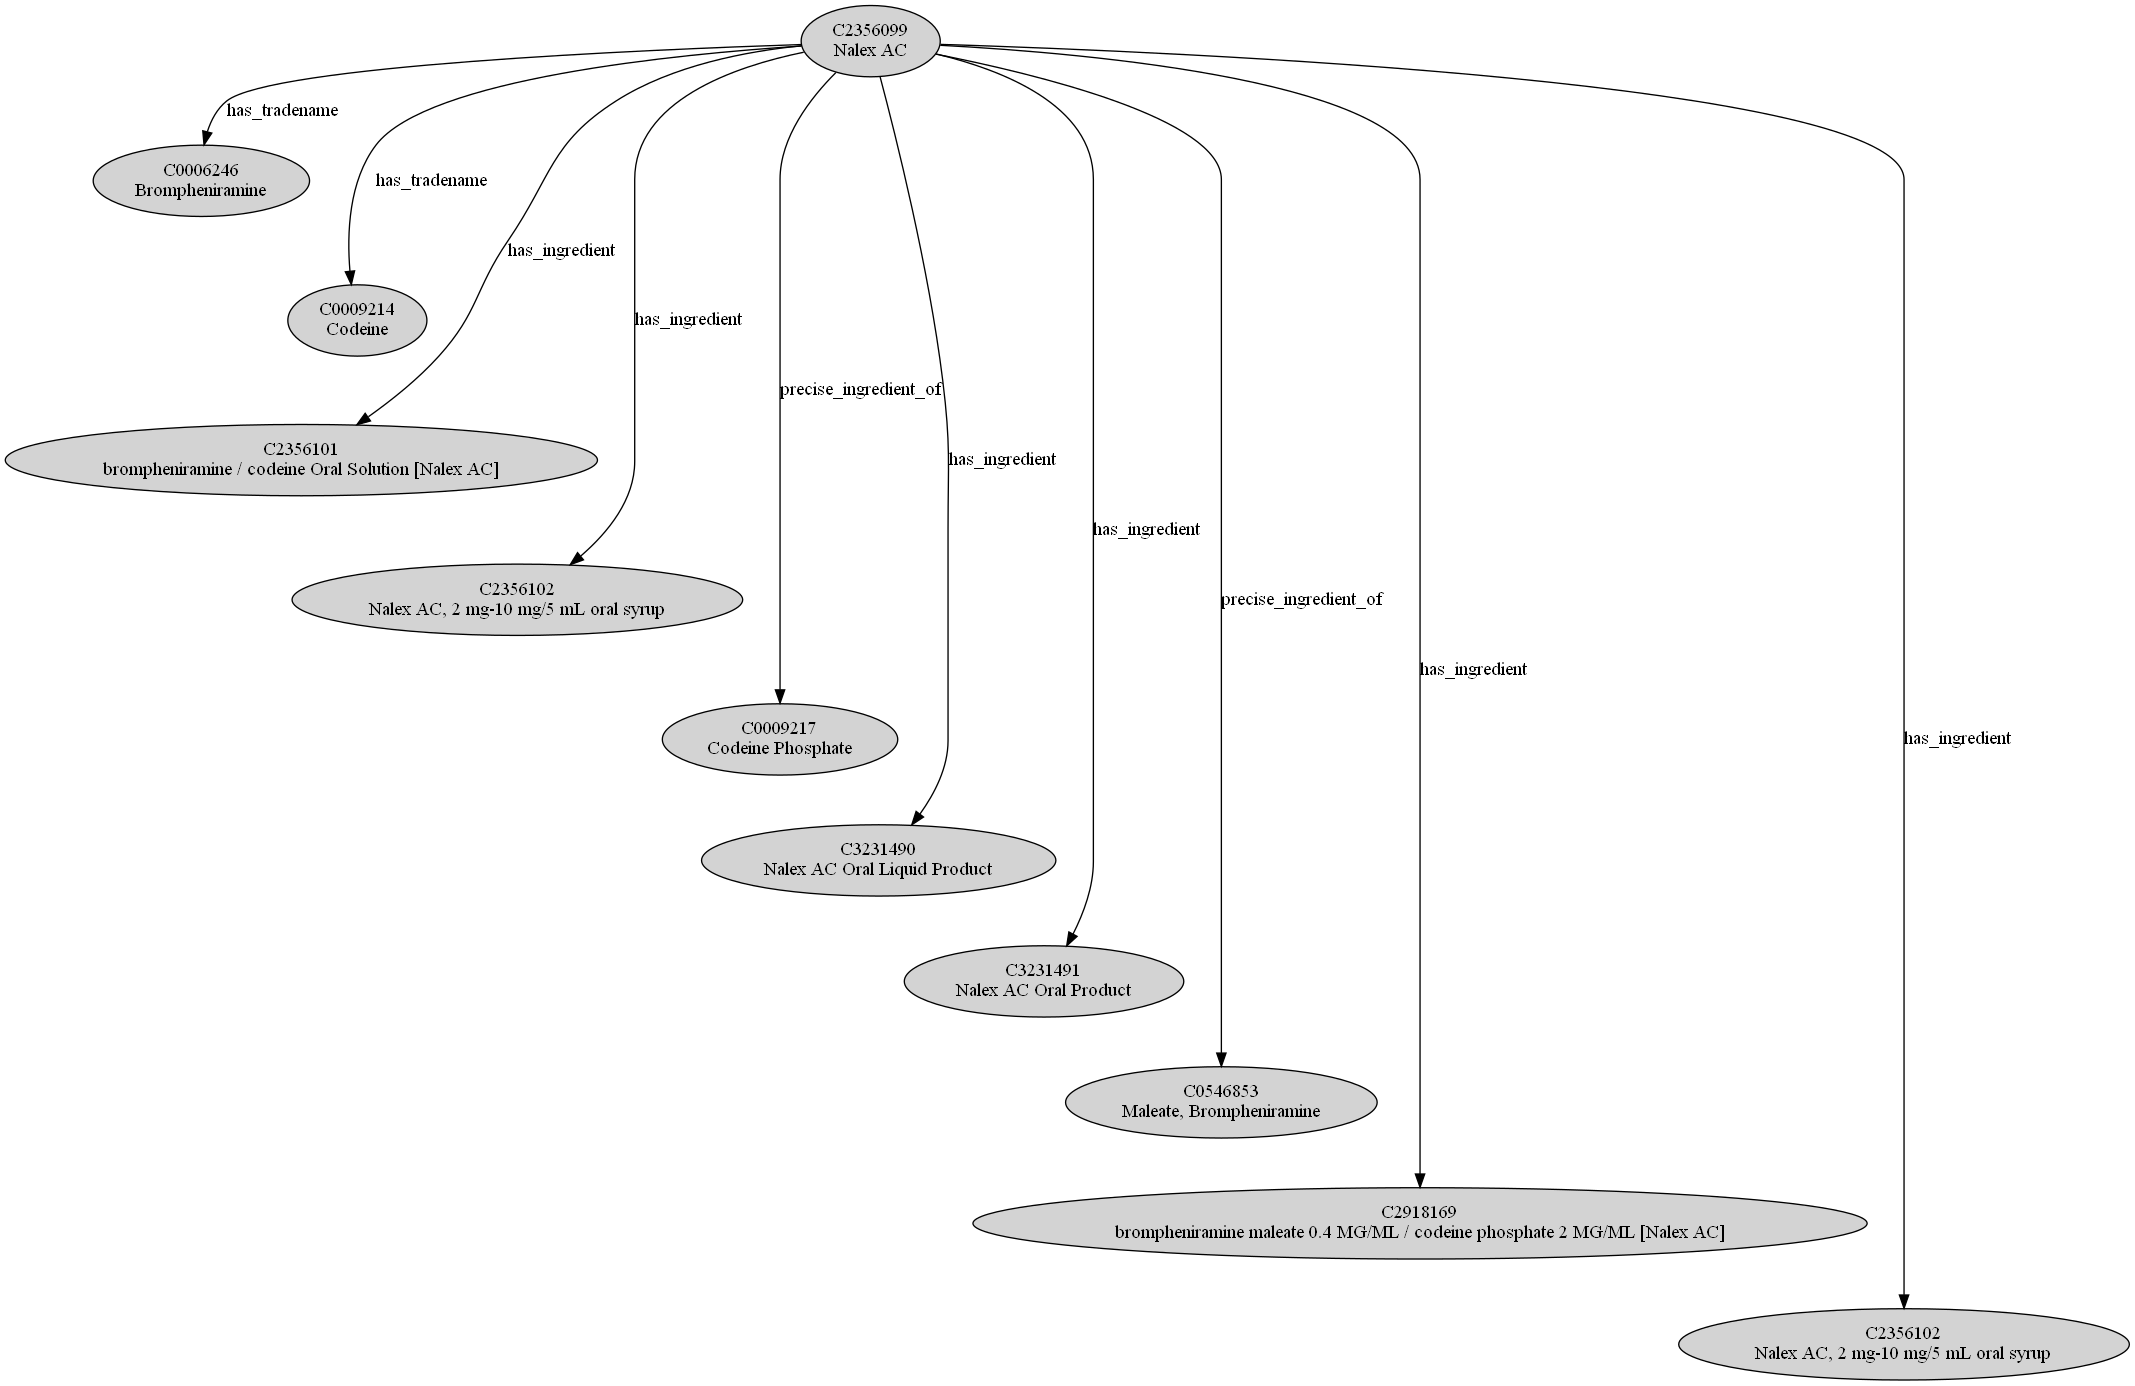 C2356099
Nalex AC
has_tradename
C0006246
Brompheniramine
has_tradename
has_ingredient
C0009214
Codeine
has_ingredient
precise_ingredient_of
C2356101
brompheniramine / codeine Oral Solution [Nalex AC]
has_ingredient
has_ingredient
C2356102
Nalex AC, 2 mg-10 mg/5 mL oral syrup
precise_ingredient_of
has_ingredient
C0009217
Codeine Phosphate
has_ingredient
C3231490
Nalex AC Oral Liquid Product
C3231491
Nalex AC Oral Product
C0546853
Maleate, Brompheniramine
C2918169
brompheniramine maleate 0.4 MG/ML / codeine phosphate 2 MG/ML [Nalex AC]
C2356102
Nalex AC, 2 mg-10 mg/5 mL oral syrup